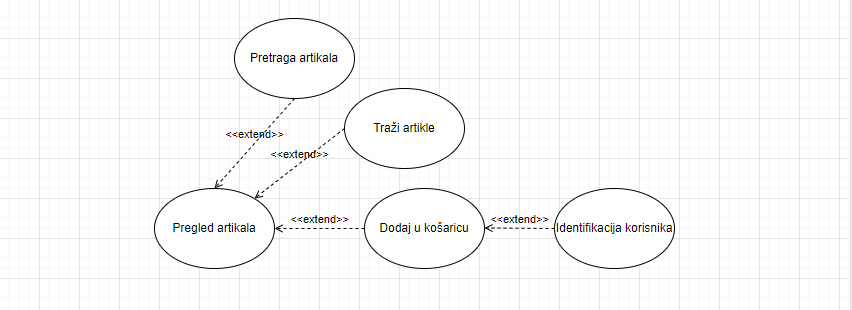 Pretraga artikala
<<extend>>
Traži artikle
<<extend>>
Pregled artikala
<<extend>>
Dodaj u košaricu
<<extend>>
Identifikacija korisnika